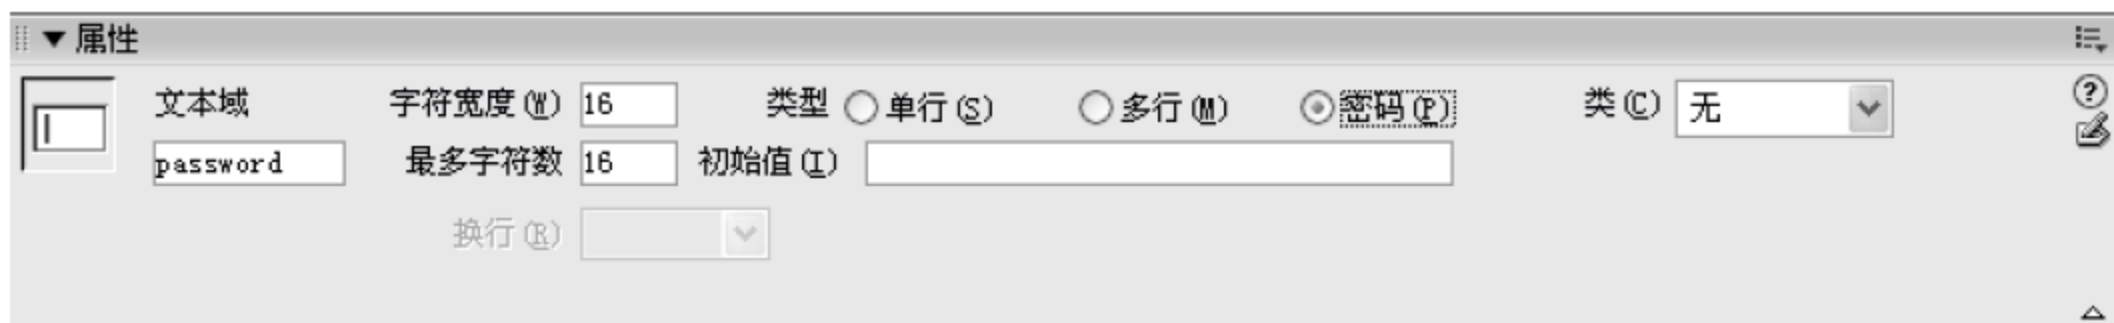 属性
文本域 字符宽度(W) 16 类型 单行(S) 多行(M) 密码(P) 类(C) 无
password 最多字符数 16 初始值(I)
换行(R)